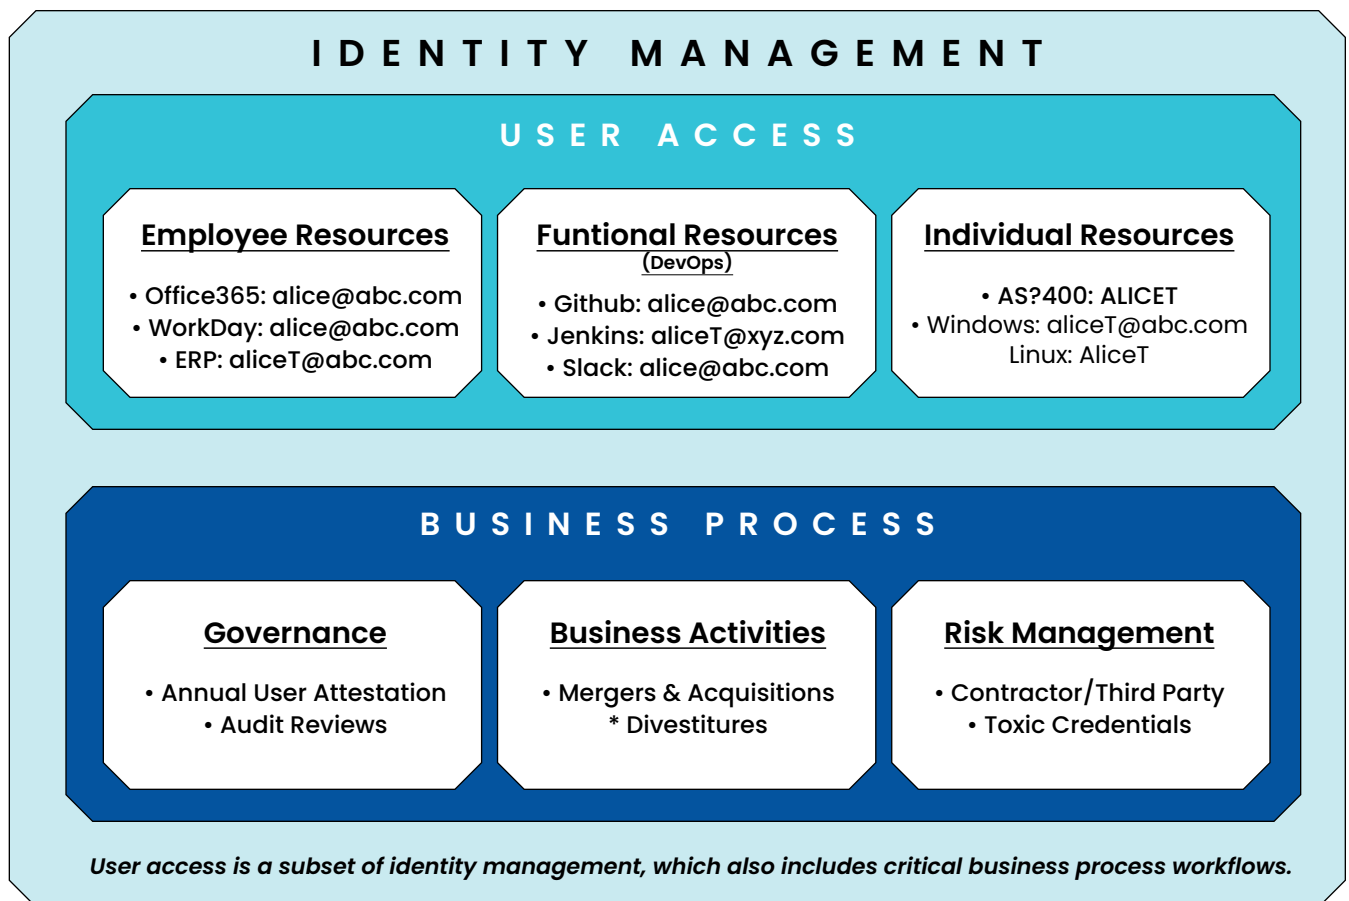 IDENTITY MANAGEMENT
USER ACCESS
Employee Resources
• Office365: alice@abc.com
• WorkDay: alice@abc.com
• ERP: aliceT@abc.com
Funtional Resources
(DevOps)
• Github: alice@abc.com
• Jenkins: aliceT@xyz.com
• Slack: alice@abc.com
Individual Resources
• AS?400: ALICET
• Windows: aliceT@abc.com
Linux: AliceT
BUSINESS PROCESS
Governance
• Annual User Attestation
• Audit Reviews
Business Activities
• Mergers & Acquisitions
* Divestitures
Risk Management
• Contractor/Third Party
• Toxic Credentials
User access is a subset of identity management, which also includes critical business process workflows.